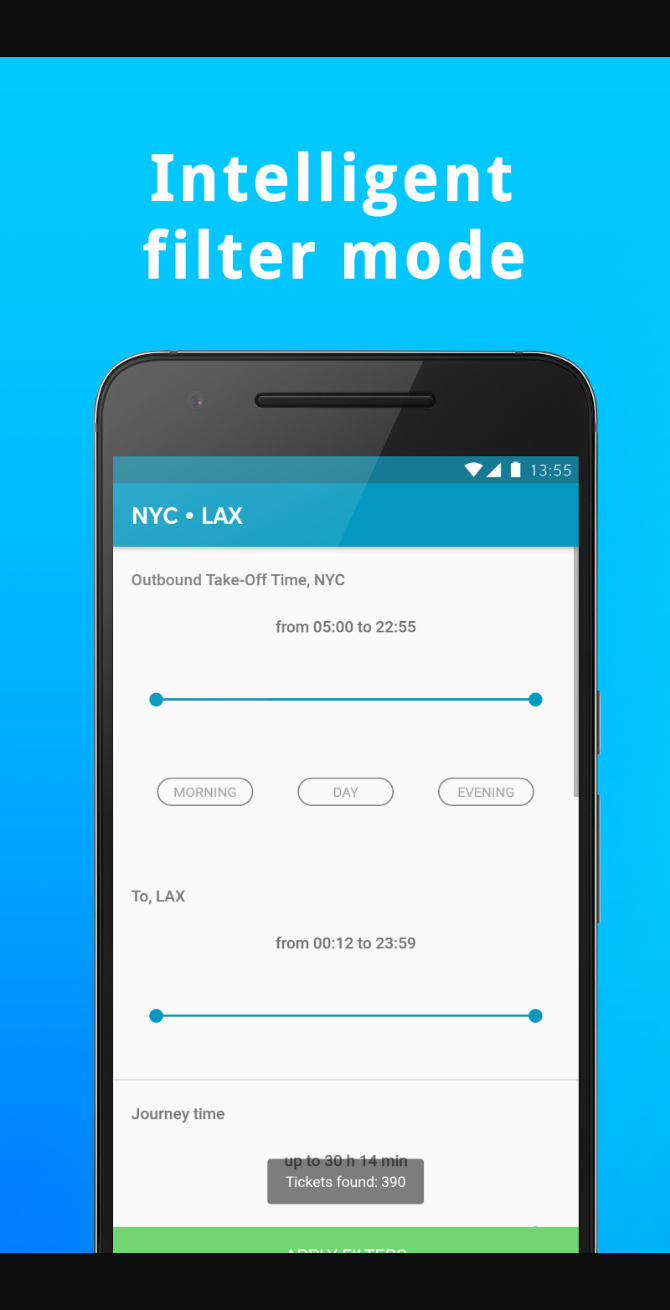 Intelligent
filter mode
13:55
NYC • LAX
Outbound Take-Off Time, NYC
from 05:00 to 22:55
MORNING DAY EVENING
To, LAX
from 00:12 to 23:59
Journey time
up to 30 h 14 min
Tickets found: 390
APPLY FILTERS